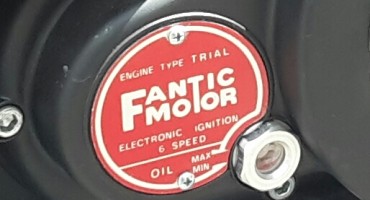 ENGINE TYPE TRIAL
FANTIC
MOTOR
ELECTRONIC IGNITION
6 SPEED
OIL MAX
MIN